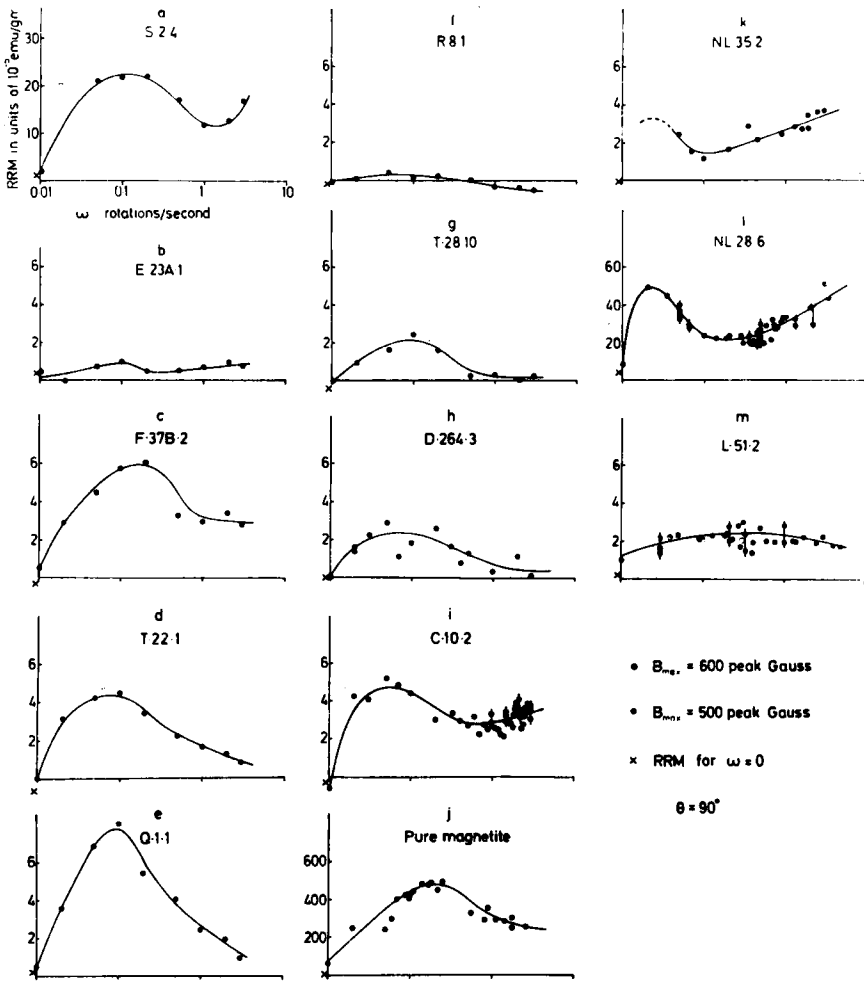 a
S 2 4
RRM in units of 10⁻⁵ emu/gm
30
20
10
0 01
0 1
1 0
10
ω rotations/second
b
E 23A·1
6
4
2
c
F·37B·2
6
4
2
d
T 22·1
6
4
2
e
Q·1·1
6
4
2
f
R 8 1
6
4
2
g
T·28 10
6
4
2
h
D·264·3
6
4
2
i
C·10·2
6
4
2
j
Pure magnetite
600
400
200
k
NL 35·2
6
4
2
l
NL 28·6
60
40
20
m
L·51·2
6
4
2
• Bmax = 600 peak Gauss
• Bmax = 500 peak Gauss
× RRM for ω = 0
θ = 90°